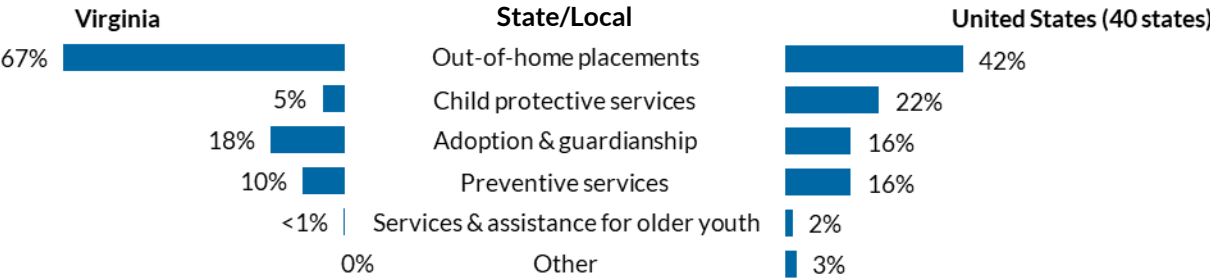 Virginia State/Local United States (40 states)
67% Out-of-home placements 42%
5% Child protective services 22%
18% Adoption & guardianship 16%
10% Preventive services 16%
<1% Services & assistance for older youth 2%
0% Other 3%